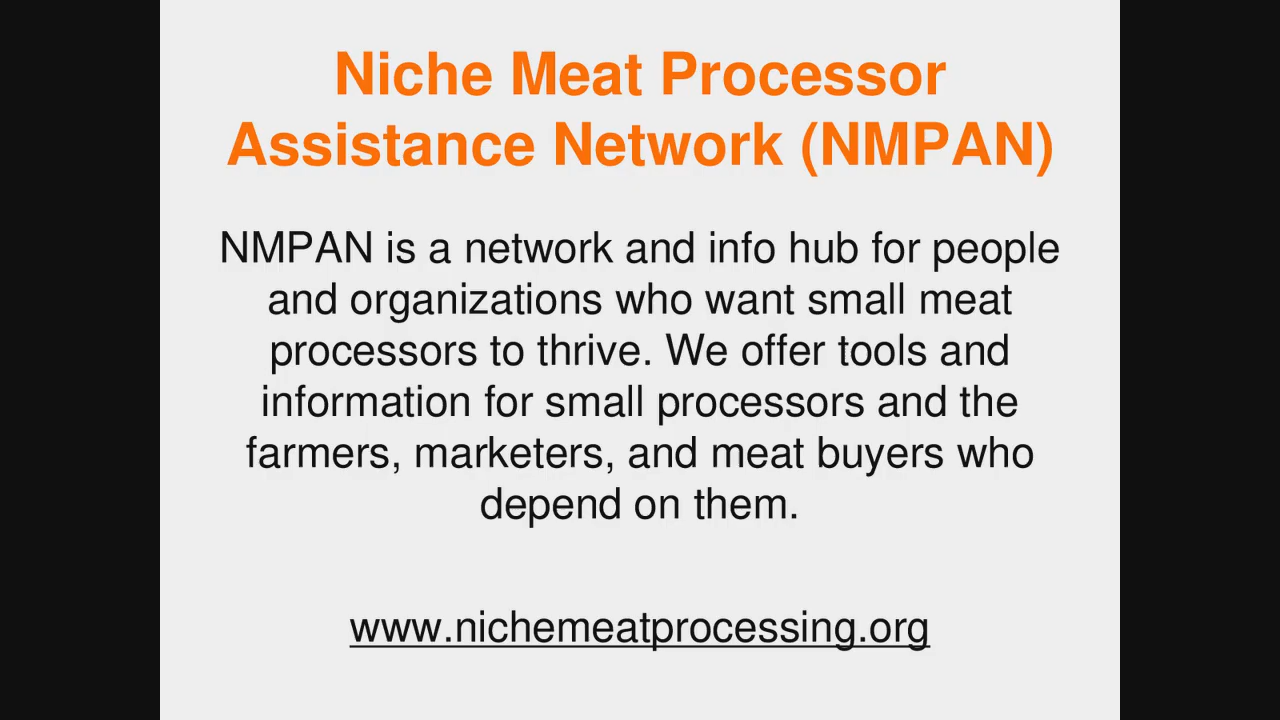 Niche Meat Processor
Assistance Network (NMPAN)
NMPAN is a network and info hub for people
and organizations who want small meat
processors to thrive. We offer tools and
information for small processors and the
farmers, marketers, and meat buyers who
depend on them.
www.nichemeatprocessing.org